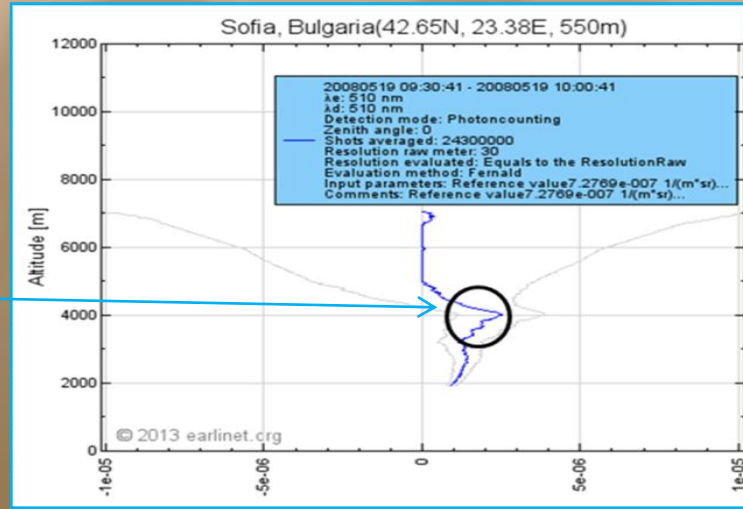 Sofia, Bulgaria(42.65N, 23.38E, 550m)
12000
10000
8000
6000
4000
2000
0
Altitude [m]
20080519 09:30:41 - 20080519 10:00:41
λe: 510 nm
λd: 510 nm
Detection mode: Photoncounting
Zenith angle: 0
Shots averaged: 24300000
Resolution raw meter: 30
Resolution evaluated: Equals to the ResolutionRaw
Evaluation method: Fernald
Input parameters: Reference value7.2769e-007 1/(m*sr)...
Comments: Reference value7.2769e-007 1/(m*sr)...
© 2013 earlinet.org
-1e-05
-5e-06
0
5e-06
1e-05